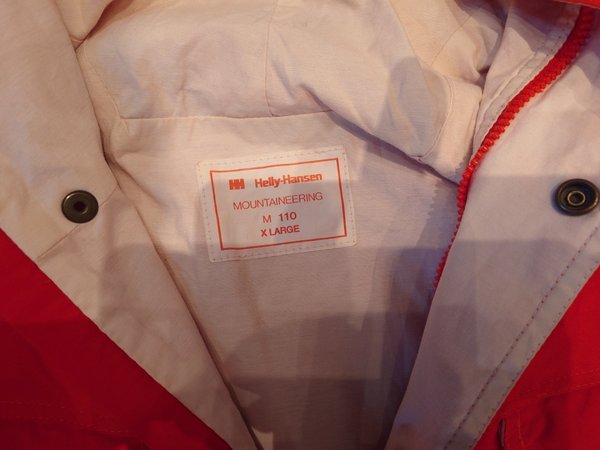 HH Helly-Hansen
MOUNTAINEERING
M 110
X LARGE